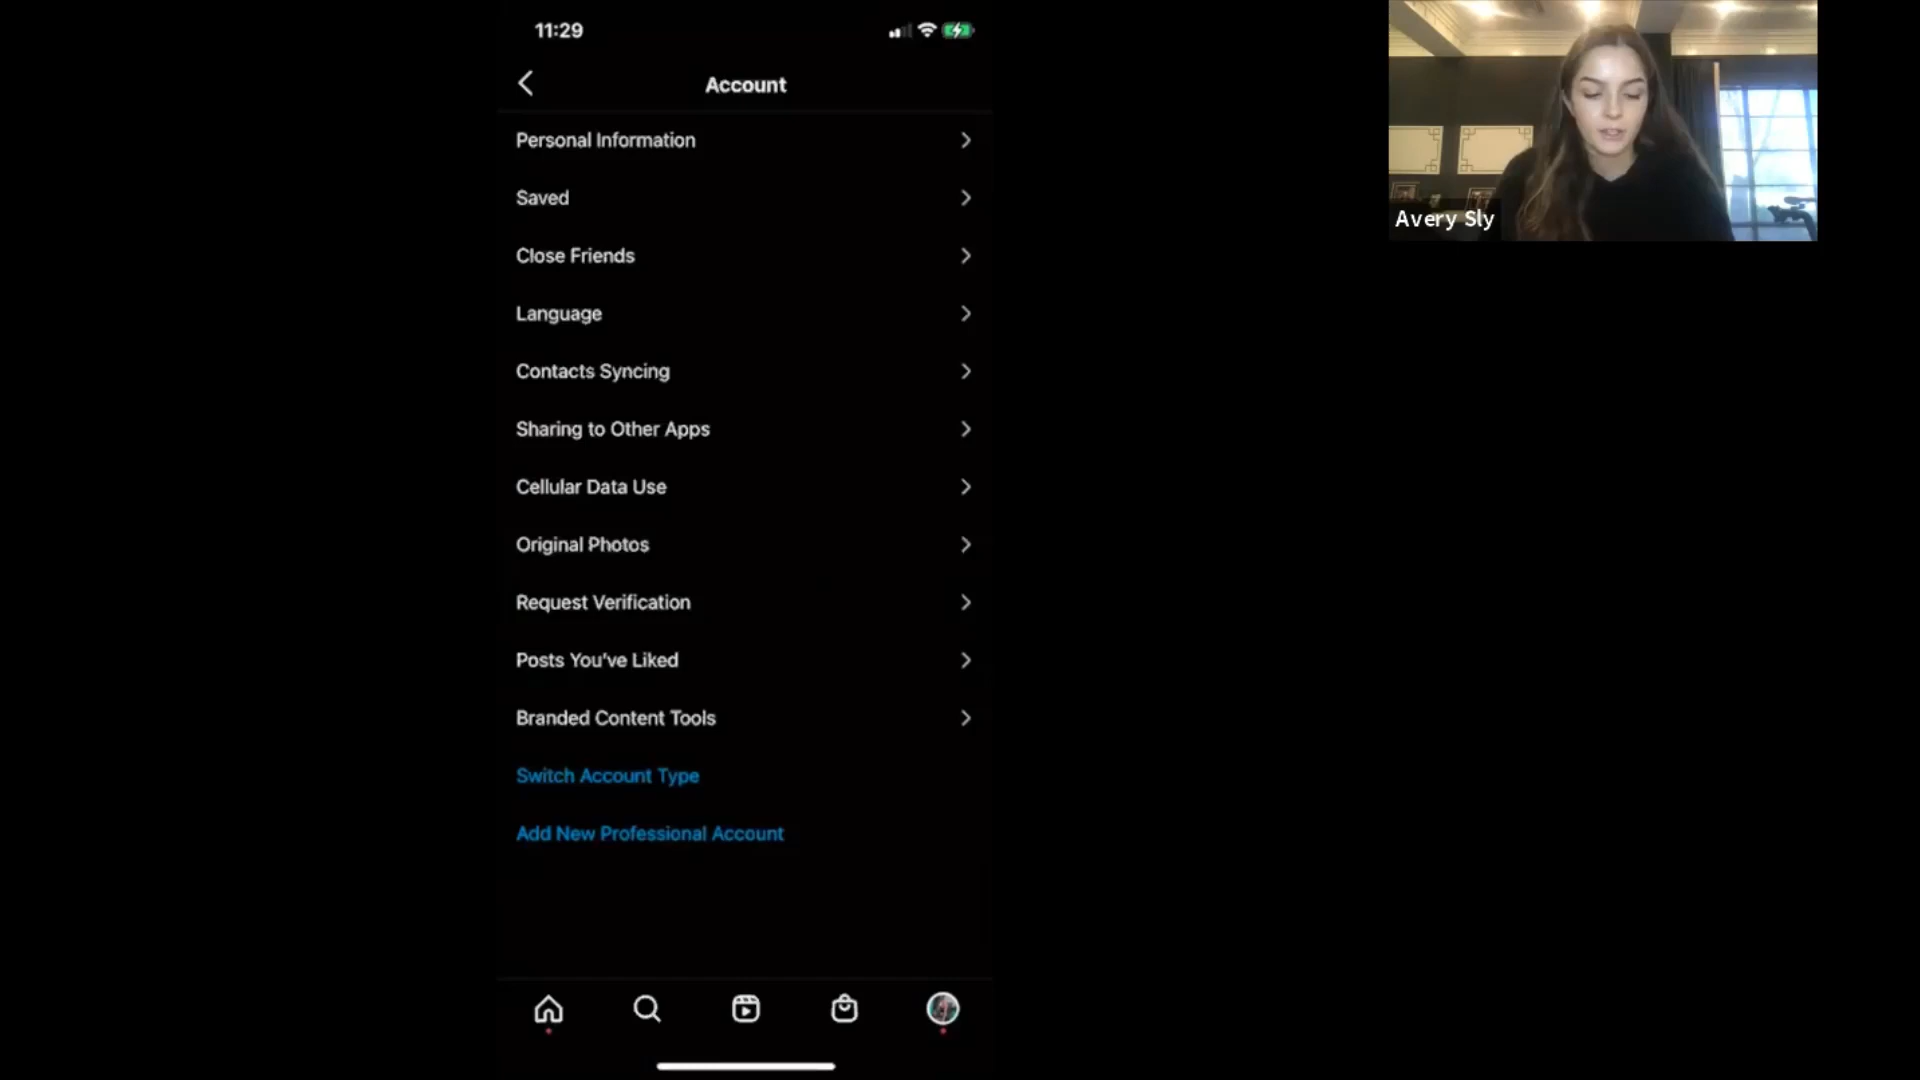 11:29
Account
Personal Information
Saved
Close Friends
Language
Contacts Syncing
Sharing to Other Apps
Cellular Data Use
Original Photos
Request Verification
Posts You've Liked
Branded Content Tools
Switch Account Type
Add New Professional Account
Avery Sly